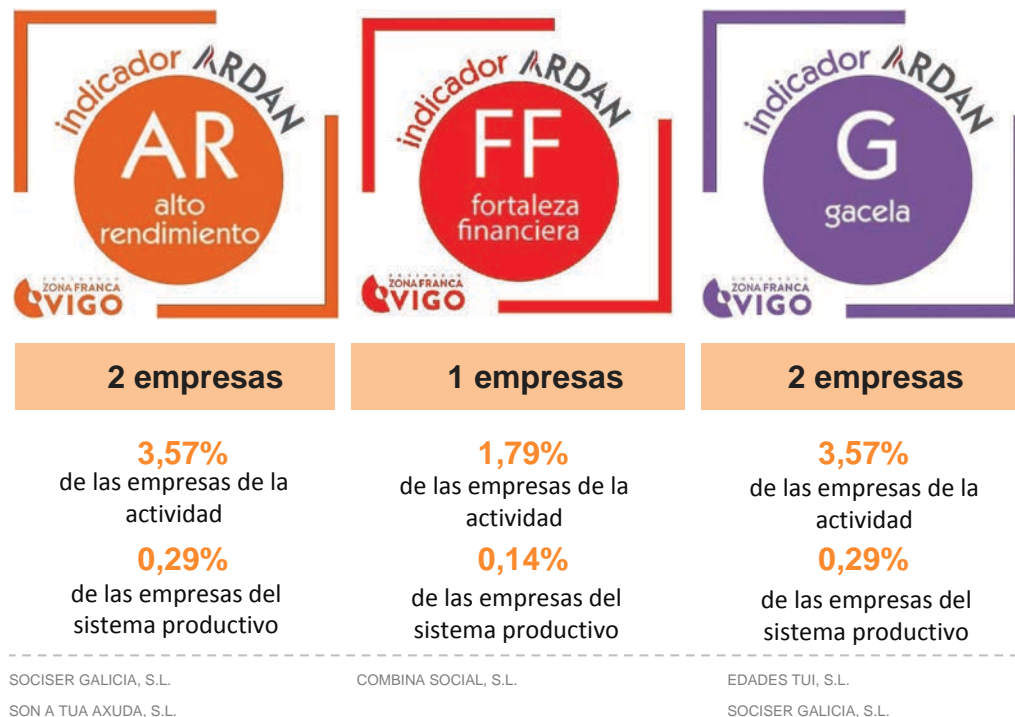 indicador ARDAN
AR
alto
rendimiento
CONSORCIO
ZONA FRANCA
VIGO
2 empresas
3,57%
de las empresas de la
actividad
0,29%
de las empresas del
sistema productivo
SOCISER GALICIA, S.L.
SON A TUA AXUDA, S.L.
indicador ARDAN
FF
fortaleza
financiera
CONSORCIO
ZONA FRANCA
VIGO
1 empresas
1,79%
de las empresas de la
actividad
0,14%
de las empresas del
sistema productivo
COMBINA SOCIAL, S.L.
indicador ARDAN
G
gacela
CONSORCIO
ZONA FRANCA
VIGO
2 empresas
3,57%
de las empresas de la
actividad
0,29%
de las empresas del
sistema productivo
EDADES TUI, S.L.
SOCISER GALICIA, S.L.